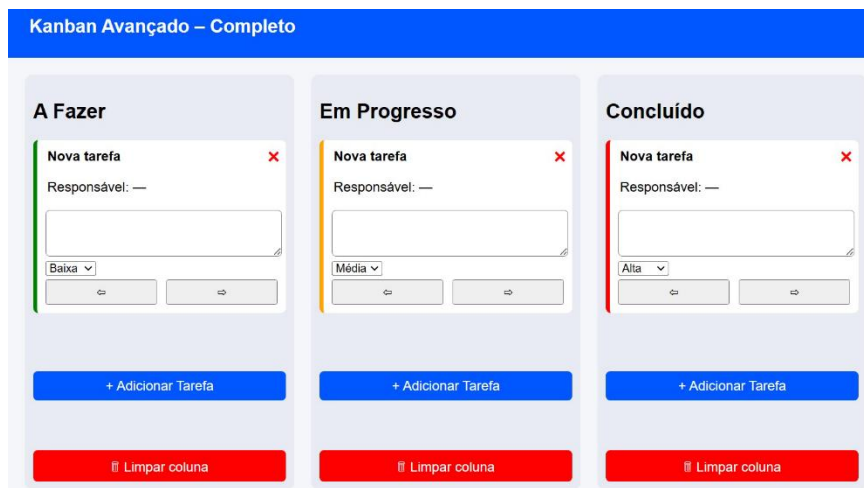 Kanban Avançado – Completo
A Fazer
Nova tarefa ×
Responsável: —
Baixa
⇦ ⇨
+ Adicionar Tarefa
🗑 Limpar coluna
Em Progresso
Nova tarefa ×
Responsável: —
Média
⇦ ⇨
+ Adicionar Tarefa
🗑 Limpar coluna
Concluído
Nova tarefa ×
Responsável: —
Alta
⇦ ⇨
+ Adicionar Tarefa
🗑 Limpar coluna